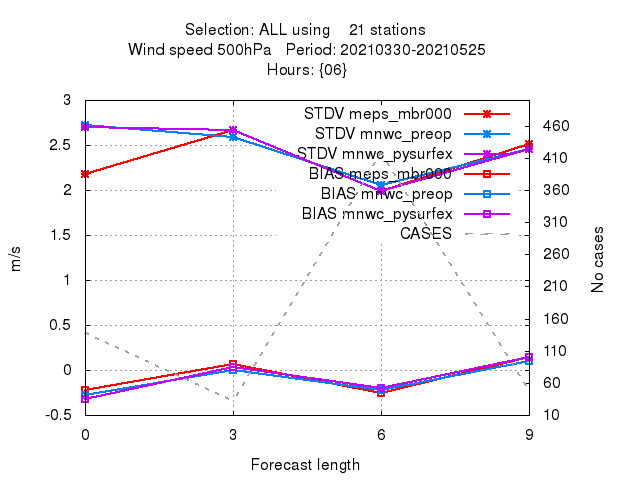 Selection: ALL using 21 stations
Wind speed 500hPa Period: 20210330-20210525
Hours: {06}
3
2.5
2
1.5
1
0.5
0
-0.5
m/s
STDV meps_mbr000
STDV mnwc_preop
STDV mnwc_pysurfex
BIAS meps_mbr000
BIAS mnwc_preop
BIAS mnwc_pysurfex
CASES
460
410
360
310
260
210
160
110
60
10
No cases
0 3 6 9
Forecast length